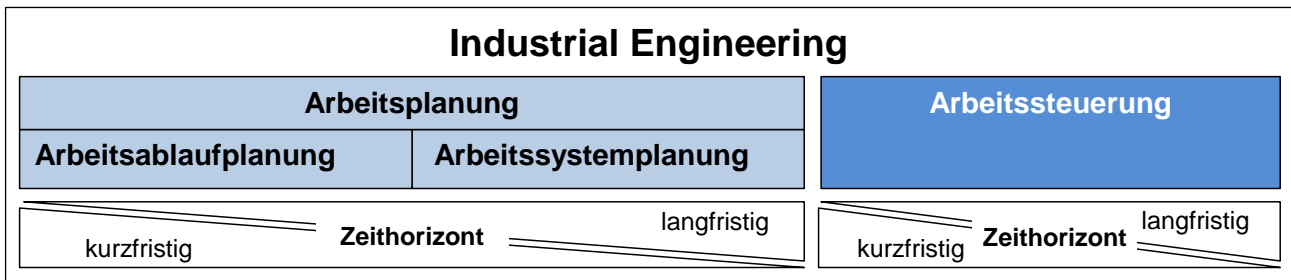 Industrial Engineering
Arbeitsplanung
Arbeitssteuerung
Arbeitsablaufplanung
Arbeitssystemplanung
kurzfristig
Zeithorizont
langfristig
kurzfristig
Zeithorizont
langfristig